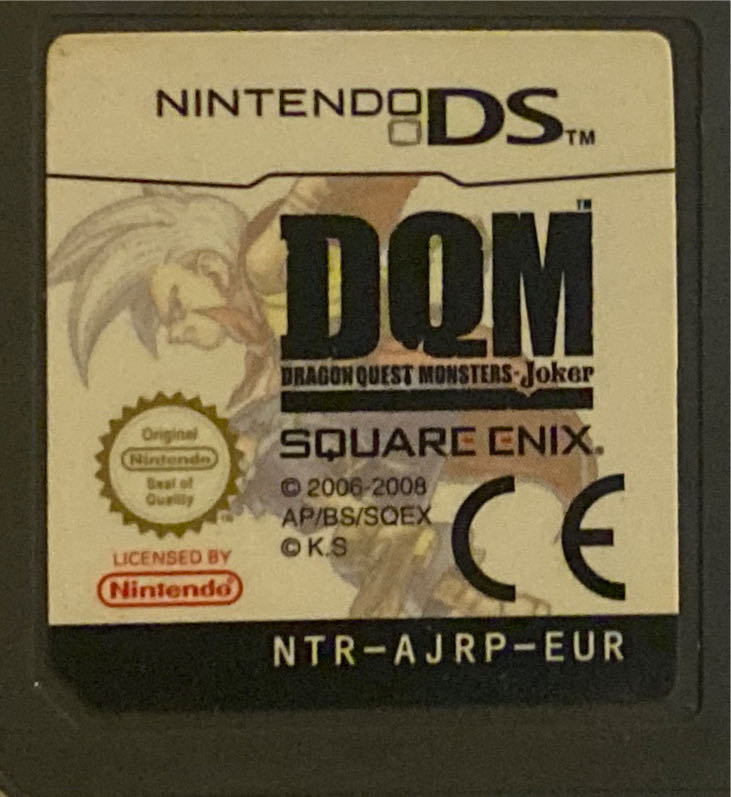 NINTENDO DS™
DQM™
DRAGON QUEST MONSTERS-Joker
SQUARE ENIX.
© 2006-2008
AP/BS/SQEX
© K.S
CE
Original
Nintendo
Seal of
Quality
™
LICENSED BY
Nintendo®
NTR-AJRP-EUR